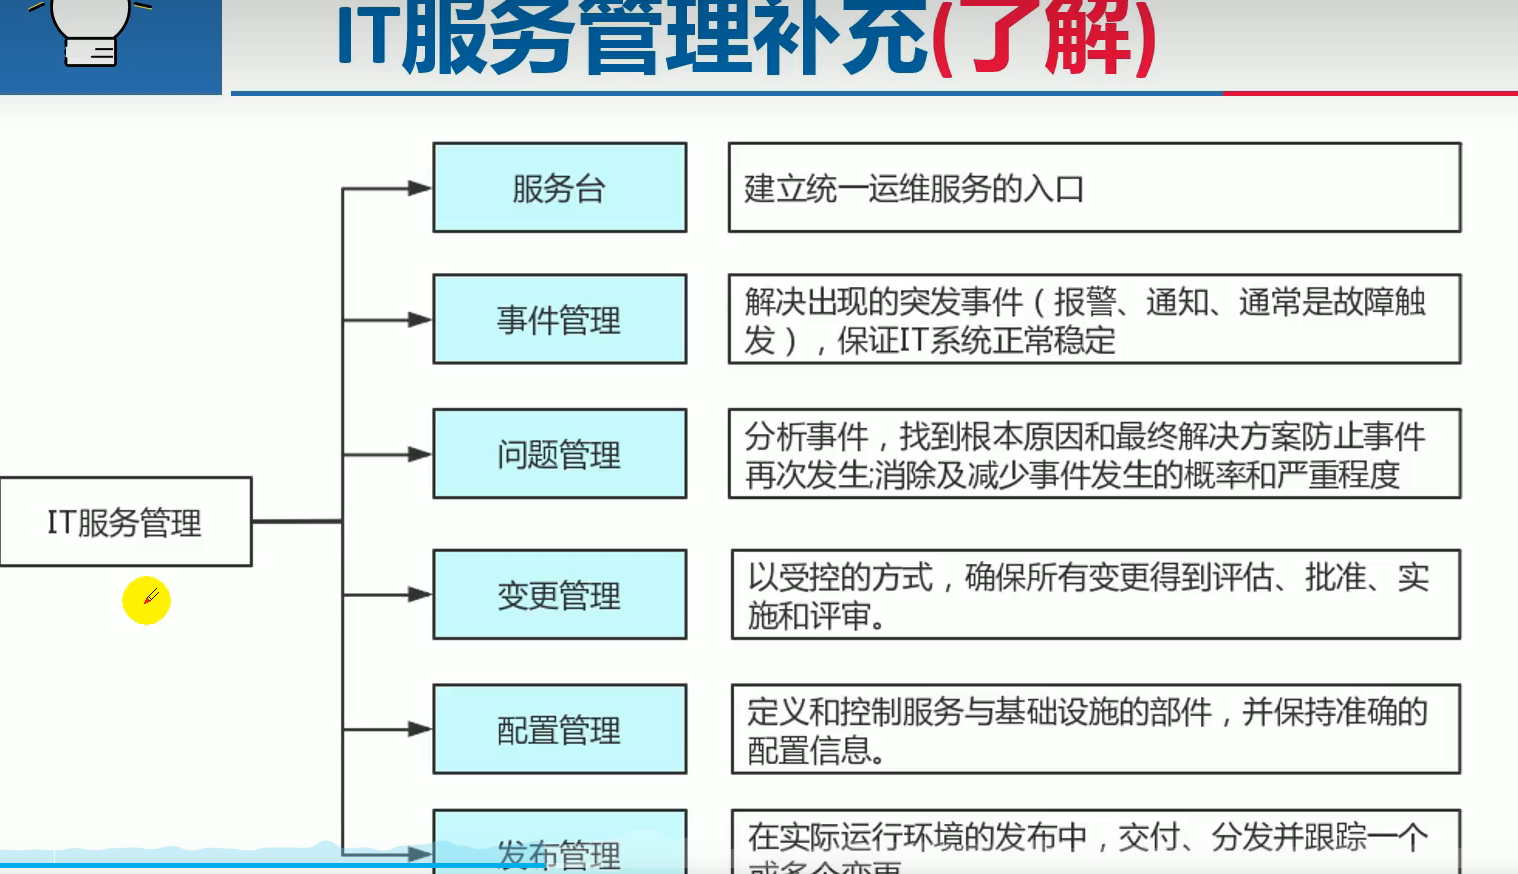 IT服务管理补充(了解)
服务台
建立统一运维服务的入口
事件管理
解决出现的突发事件（报警、通知、通常是故障触
发），保证IT系统正常稳定
问题管理
分析事件，找到根本原因和最终解决方案防止事件
再次发生;消除及减少事件发生的概率和严重程度
IT服务管理
变更管理
以受控的方式，确保所有变更得到评估、批准、实
施和评审。
配置管理
定义和控制服务与基础设施的部件，并保持准确的
配置信息。
发布管理
在实际运行环境的发布中，交付、分发并跟踪一个
或多个变更